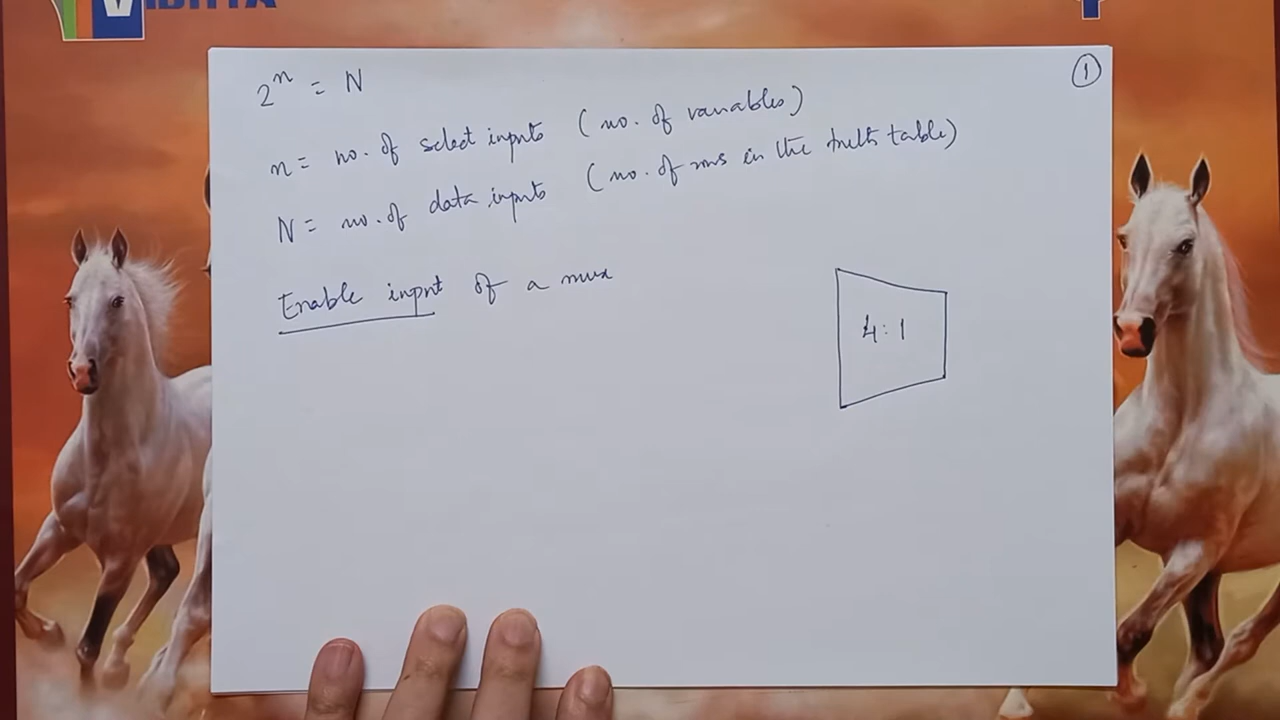 2ⁿ = N
①
n = no. of select inputs (no. of variables)
N = no. of data inputs (no. of rows in the truth table)
Enable input of a mux
4:1